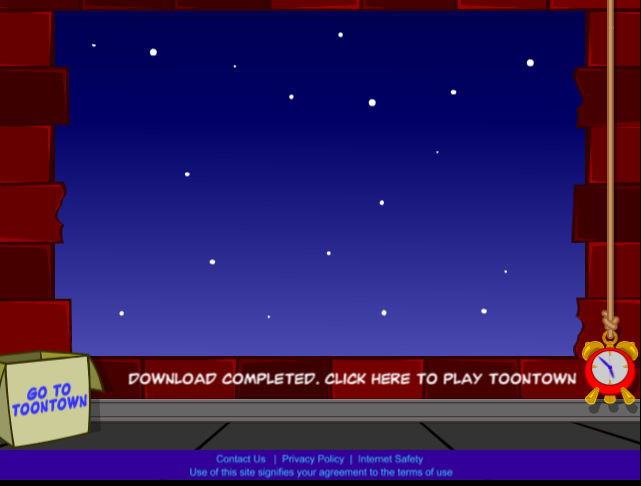 DOWNLOAD COMPLETED. CLICK HERE TO PLAY TOONTOWN
GO TO
TOONTOWN
Contact Us | Privacy Policy | Internet Safety
Use of this site signifies your agreement to the terms of use